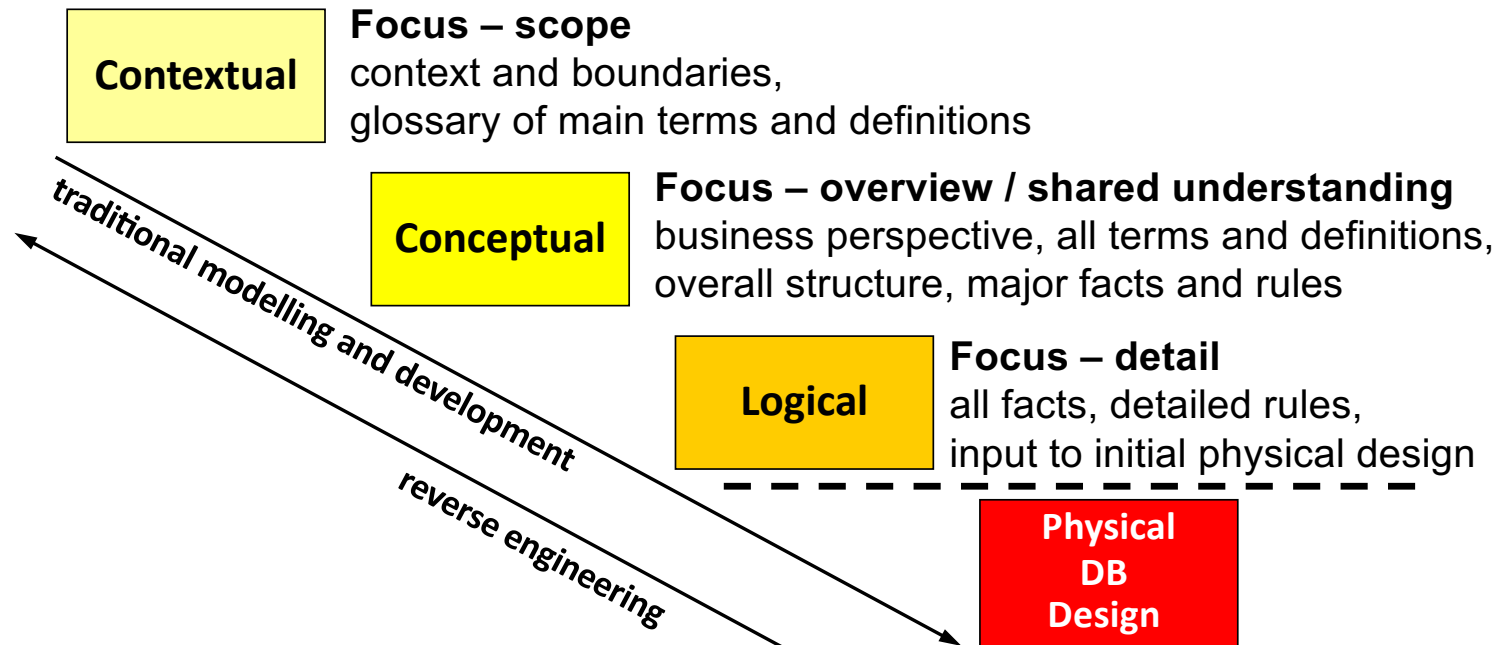 Contextual
Focus – scope
context and boundaries,
glossary of main terms and definitions
Conceptual
Focus – overview / shared understanding
business perspective, all terms and definitions,
overall structure, major facts and rules
traditional modelling and development
reverse engineering
Logical
Focus – detail
all facts, detailed rules,
input to initial physical design
Physical
DB
Design